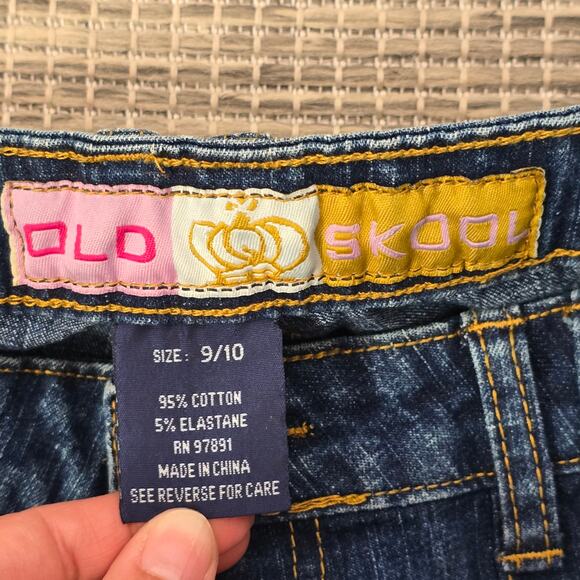 OLD SKOOL
SIZE: 9/10
95% COTTON
5% ELASTANE
RN 97891
MADE IN CHINA
SEE REVERSE FOR CARE